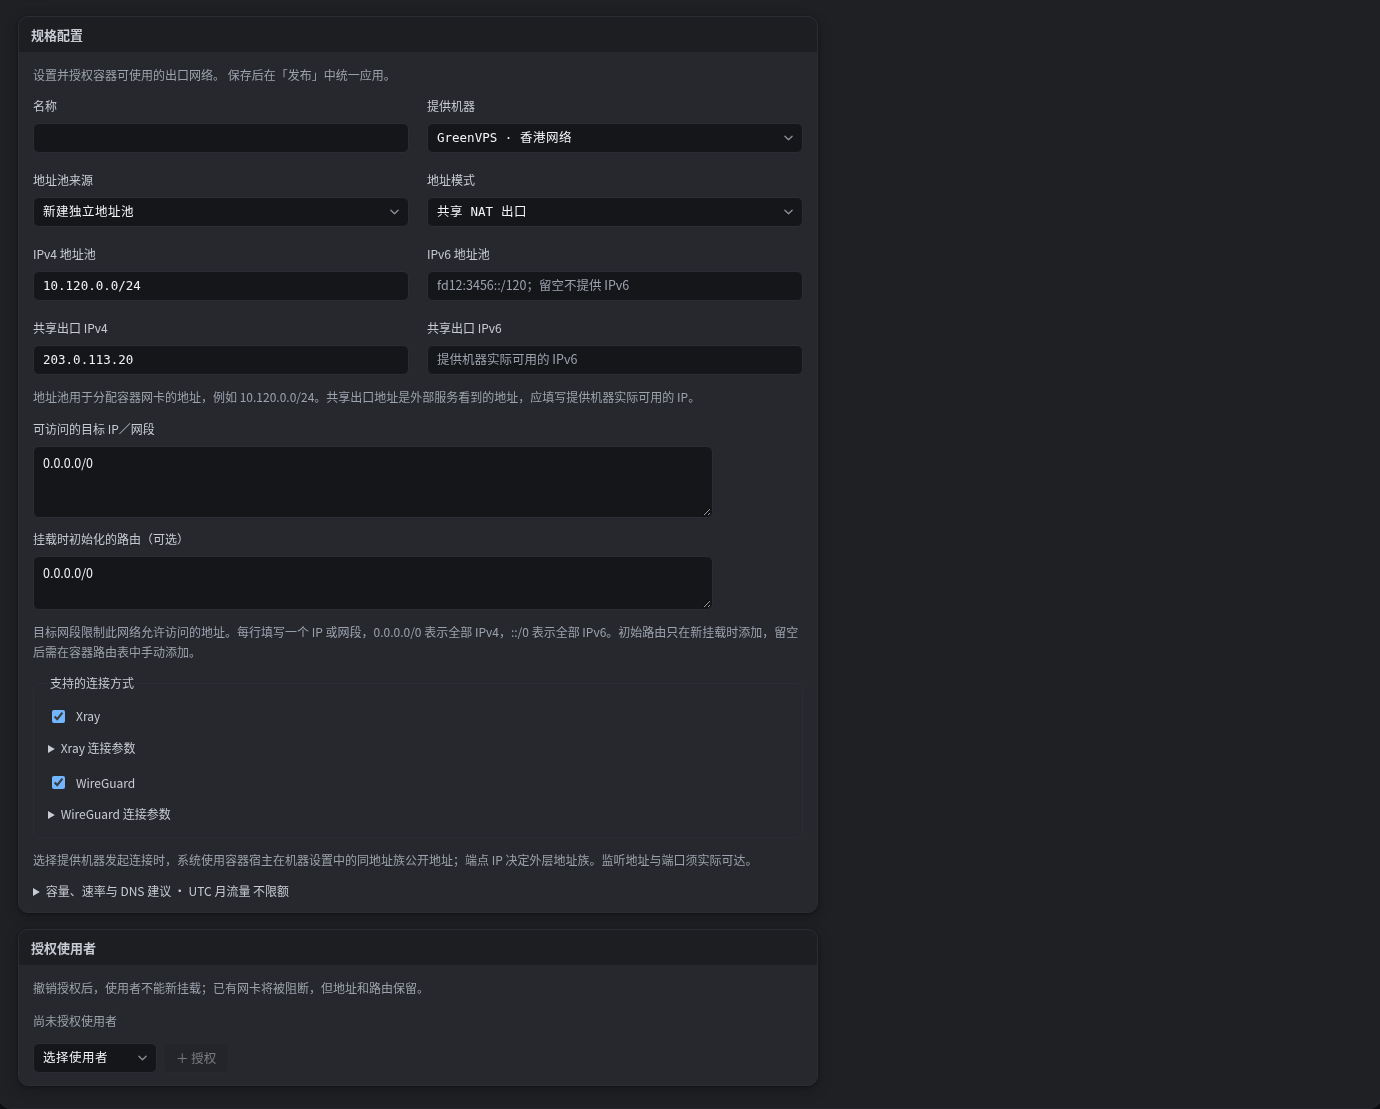 规格配置
设置并授权容器可使用的出口网络。 保存后在「发布」中统一应用。
名称
提供机器
GreenVPS · 香港网络
地址池来源
地址模式
新建独立地址池
共享 NAT 出口
IPv4 地址池
IPv6 地址池
10.120.0.0/24
fd12:3456::/120；留空不提供 IPv6
共享出口 IPv4
共享出口 IPv6
203.0.113.20
提供机器实际可用的 IPv6
地址池用于分配容器网卡的地址，例如 10.120.0.0/24。共享出口地址是外部服务看到的地址，应填写提供机器实际可用的 IP。
可访问的目标 IP／网段
0.0.0.0/0
挂载时初始化的路由（可选）
0.0.0.0/0
目标网段限制此网络允许访问的地址。每行填写一个 IP 或网段，0.0.0.0/0 表示全部 IPv4，::/0 表示全部 IPv6。初始路由只在新挂载时添加，留空
后需在容器路由表中手动添加。
支持的连接方式
Xray
Xray 连接参数
WireGuard
WireGuard 连接参数
选择提供机器发起连接时，系统使用容器宿主在机器设置中的同地址族公开地址；端点 IP 决定外层地址族。监听地址与端口须实际可达。
容量、速率与 DNS 建议 · UTC 月流量 不限额
授权使用者
撤销授权后，使用者不能新挂载；已有网卡将被阻断，但地址和路由保留。
尚未授权使用者
选择使用者
＋ 授权